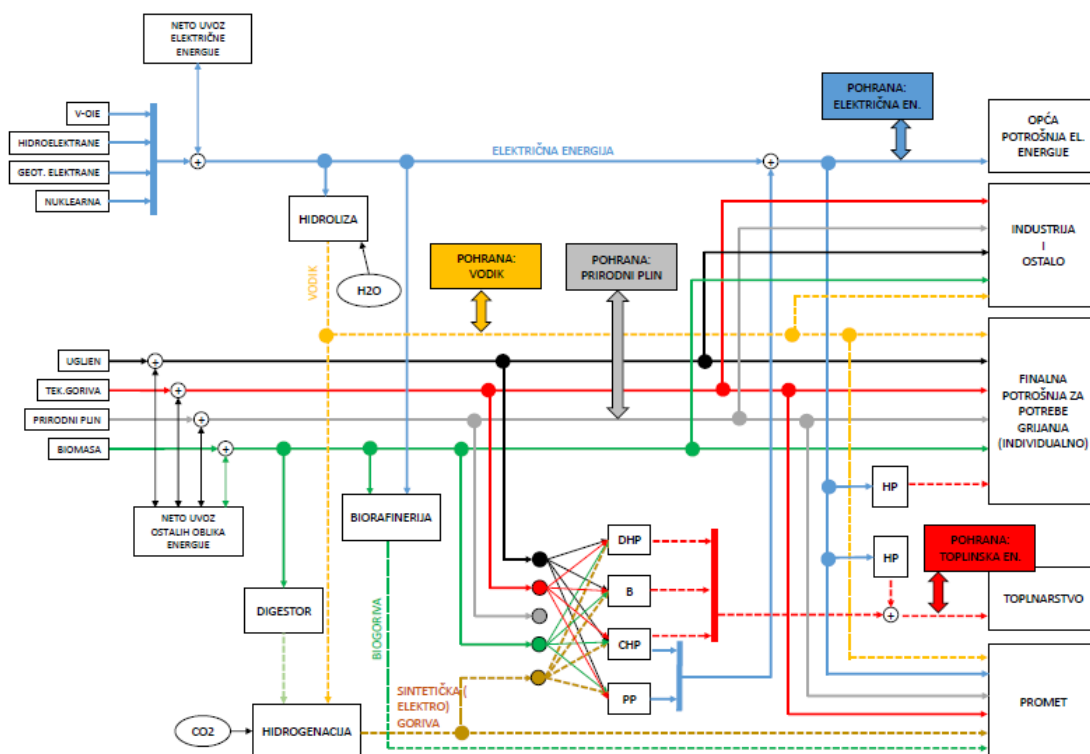 NETO UVOZ
ELEKTRIČNE
ENERGIJE
POHRANA:
ELEKTRIČNA EN.
OPĆA
POTROŠNJA EL.
ENERGIJE
V-OIE
HIDROELEKTRANE
GEOT. ELEKTRANE
NUKLEARNA
ELEKTRIČNA ENERGIJA
HIDROLIZA
H2O
VODIK
POHRANA:
VODIK
POHRANA:
PRIRODNI PLIN
INDUSTRIJA
I
OSTALO
UGLJEN
TEK.GORIVA
PRIRODNI PLIN
BIOMASA
FINALNA
POTROŠNJA ZA
POTREBE
GRIJANJA
(INDIVIDUALNO)
NETO UVOZ
OSTALIH OBLIKA
ENERGIJE
BIORAFINERIJA
HP
DHP
B
CHP
PP
HP
POHRANA:
TOPLINSKA EN.
TOPLNARSTVO
DIGESTOR
BIOGORIVA
SINTETIČKA (
ELEKTRO)
GORIVA
CO2
HIDROGENACIJA
PROMET